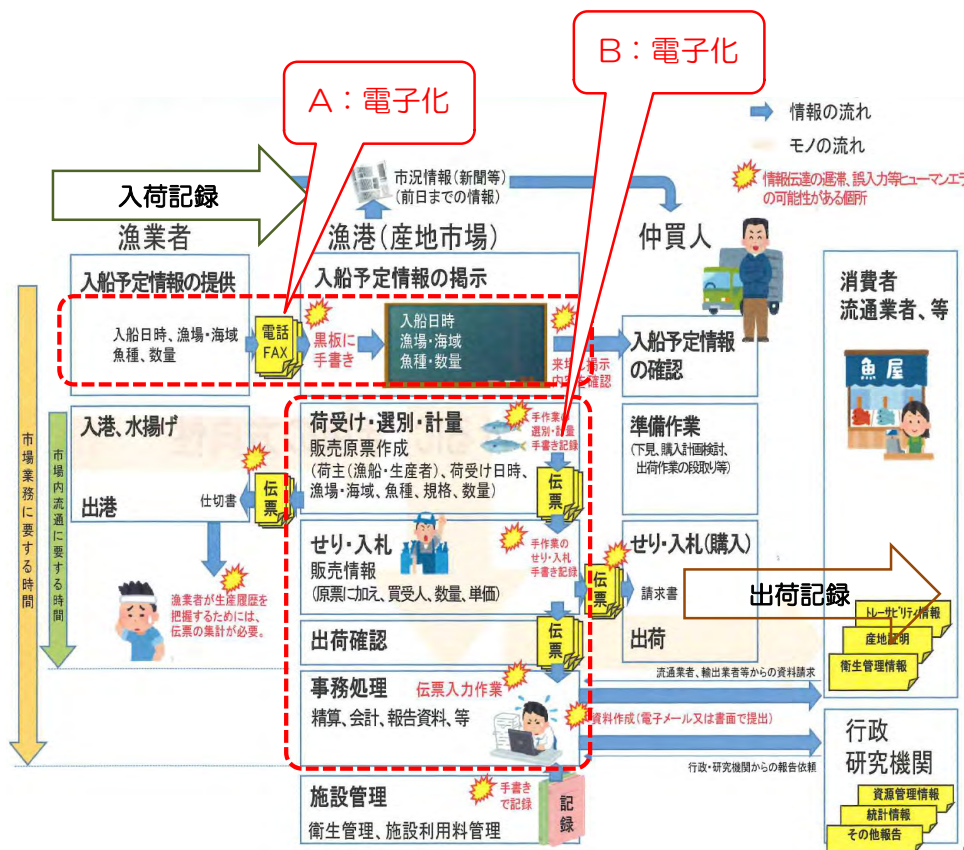 A：電子化
B：電子化
情報の流れ
モノの流れ
情報伝達の遅滞、誤入力等ヒューマンエラ
の可能性がある個所
入荷記録
市況情報(新聞等)
(前日までの情報)
漁業者
漁港(産地市場)
仲買人
消費者
流通業者、等
入船予定情報の提供
入船日時、漁場・海域
魚種、数量
電話
FAX
入船予定情報の掲示
黒板に
手書き
入船日時
漁場・海域
魚種・数量
来場し掲示
内容を確認
入船予定情報
の確認
魚屋
市場業務に要する時間
市場内流通に要する時間
入港、水揚げ
出港
仕切書
伝票
荷受け・選別・計量
販売原票作成
(荷主(漁船・生産者)、荷受け日時、
漁場・海域、魚種、規格、数量)
手作業の
選別・計量
手書き記録
伝票
準備作業
(下見、購入計画検討、
出荷作業の段取り等)
漁業者が生産履歴を
把握するためには、
伝票の集計が必要。
せり・入札
販売情報
(原票に加え、買受人、数量、単価)
手作業の
せり・入札
手書き記録
伝票
せり・入札(購入)
請求書
出荷
出荷記録
トレーサビリティ情報
産地証明
衛生管理情報
出荷確認
伝票
流通業者、輸出業者等からの資料請求
事務処理
伝票入力作業
精算、会計、報告資料、等
資料作成(電子メール又は書面で提出)
行政・研究機関からの報告依頼
行政
研究機関
資源管理情報
統計情報
その他報告
施設管理
手書き
で記録
衛生管理、施設利用料管理
記録